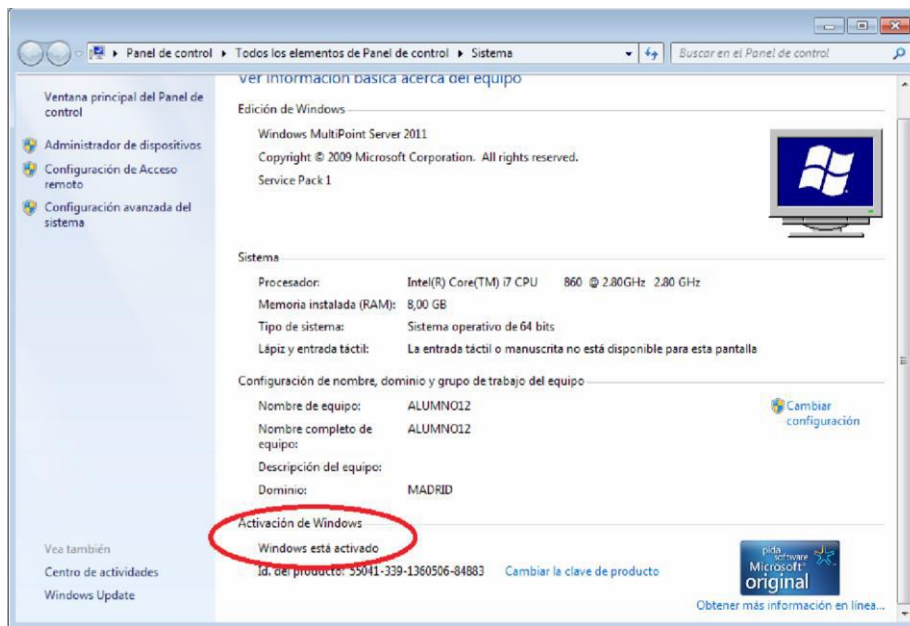 Panel de control ▸ Todos los elementos de Panel de control ▸ Sistema
Buscar en el Panel de control
Ver información básica acerca del equipo
Ventana principal del Panel de
control
Administrador de dispositivos
Configuración de Acceso
remoto
Configuración avanzada del
sistema
Edición de Windows
Windows MultiPoint Server 2011
Copyright © 2009 Microsoft Corporation. All rights reserved.
Service Pack 1
Sistema
Procesador: Intel(R) Core(TM) i7 CPU 860 @ 2.80GHz 2.80 GHz
Memoria instalada (RAM): 8,00 GB
Tipo de sistema: Sistema operativo de 64 bits
Lápiz y entrada táctil: La entrada táctil o manuscrita no está disponible para esta pantalla
Configuración de nombre, dominio y grupo de trabajo del equipo
Nombre de equipo: ALUMNO12
Cambiar
configuración
Nombre completo de
equipo: ALUMNO12
Descripción del equipo:
Dominio: MADRID
Activación de Windows
Windows está activado
Id. del producto: 55041-339-1360506-84883 Cambiar la clave de producto
pida
software
Microsoft®
original
Obtener más información en línea...
Vea también
Centro de actividades
Windows Update